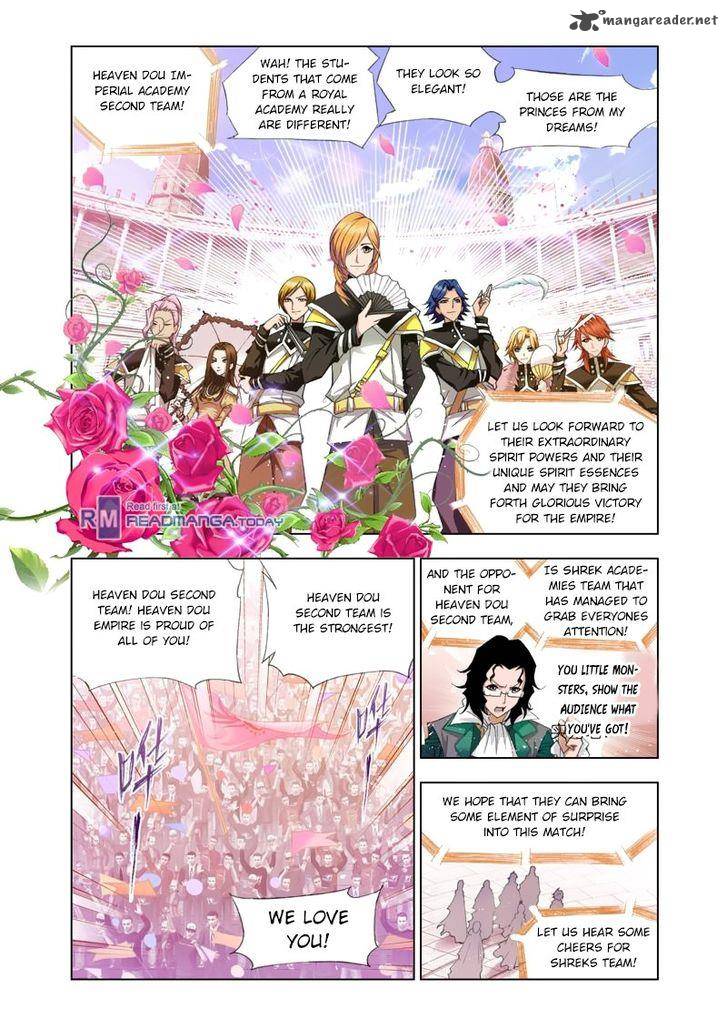 mangareader.net
HEAVEN DOU IM-
PERIAL ACADEMY
SECOND TEAM!
WAH! THE STU-
DENTS THAT COME
FROM A ROYAL
ACADEMY REALLY
ARE DIFFERENT!
THEY LOOK SO
ELEGANT!
THOSE ARE THE
PRINCES FROM MY
DREAMS!
LET US LOOK FORWARD TO
THEIR EXTRAORDINARY
SPIRIT POWERS AND THEIR
UNIQUE SPIRIT ESSENCES
AND MAY THEY BRING
FORTH GLORIOUS VICTORY
FOR THE EMPIRE!
RM
Read first at
READMANGA.TODAY
HEAVEN DOU SECOND
TEAM! HEAVEN DOU
EMPIRE IS PROUD OF
ALL OF YOU!
HEAVEN DOU
SECOND TEAM IS
THE STRONGEST!
WE LOVE
YOU!
AND THE OPPO-
NENT FOR
HEAVEN DOU
SECOND TEAM,
IS SHREK ACADE-
MIES TEAM THAT
HAS MANAGED TO
GRAB EVERYONES
ATTENTION!
YOU LITTLE MON-
STERS, SHOW THE
AUDIENCE WHAT
YOU'VE GOT!
WE HOPE THAT THEY CAN BRING
SOME ELEMENT OF SURPRISE
INTO THIS MATCH!
LET US HEAR SOME
CHEERS FOR
SHREKS TEAM!